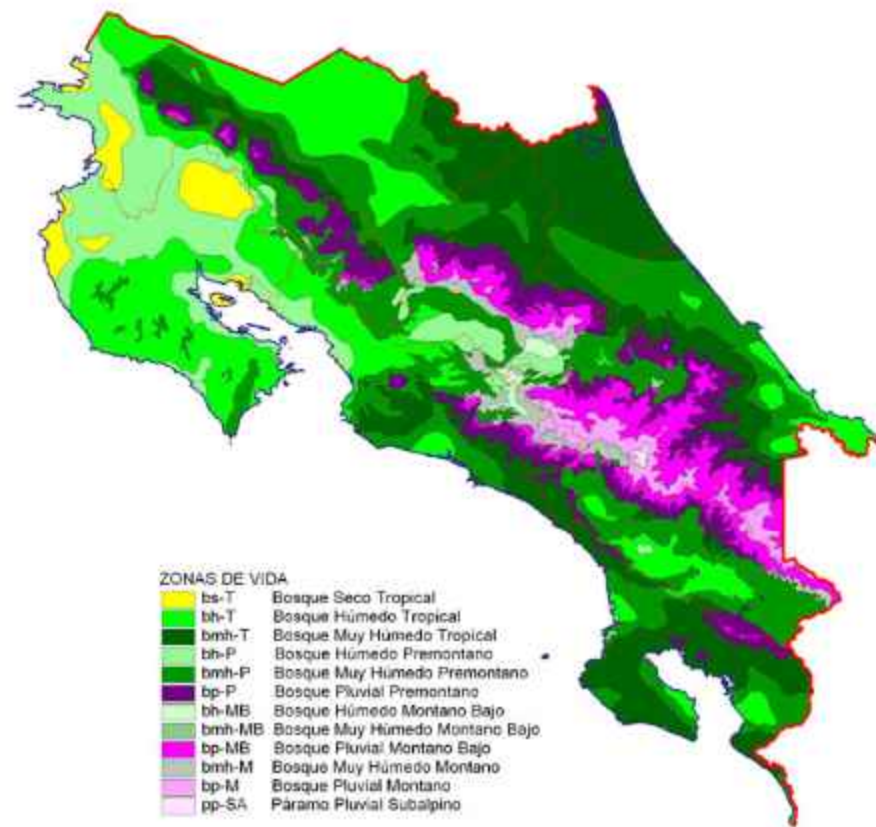 ZONAS DE VIDA
bs-T Bosque Seco Tropical
bh-T Bosque Húmedo Tropical
bmh-T Bosque Muy Húmedo Tropical
bh-P Bosque Húmedo Premontano
bmh-P Bosque Muy Húmedo Premontano
bp-P Bosque Pluvial Premontano
bh-MB Bosque Húmedo Montano Bajo
bmh-MB Bosque Muy Húmedo Montano Bajo
bp-MB Bosque Pluvial Montano Bajo
bmh-M Bosque Muy Húmedo Montano
bp-M Bosque Pluvial Montano
pp-SA Páramo Pluvial Subalpino